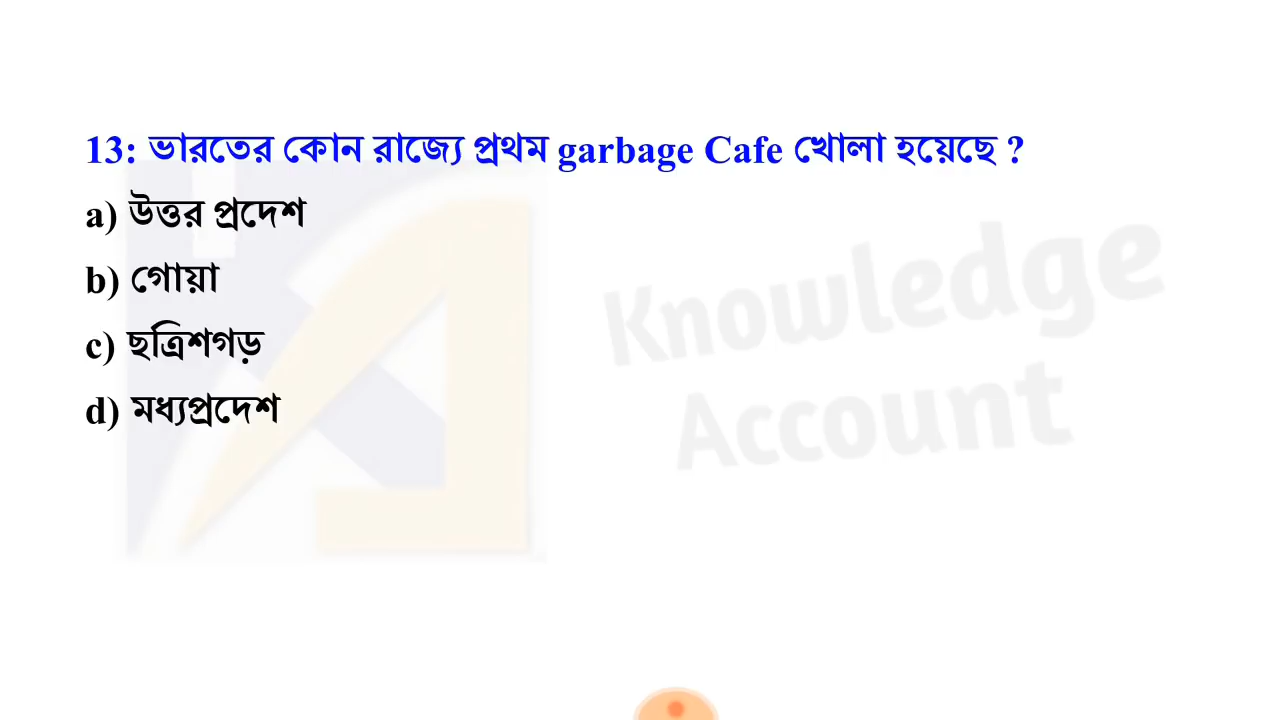 13: ভারতের কোন রাজ্যে প্রথম garbage Cafe খোলা হয়েছে ?
a) উত্তর প্রদেশ
b) গোয়া
c) ছত্রিশগড়
d) মধ্যপ্রদেশ
Knowledge
Account